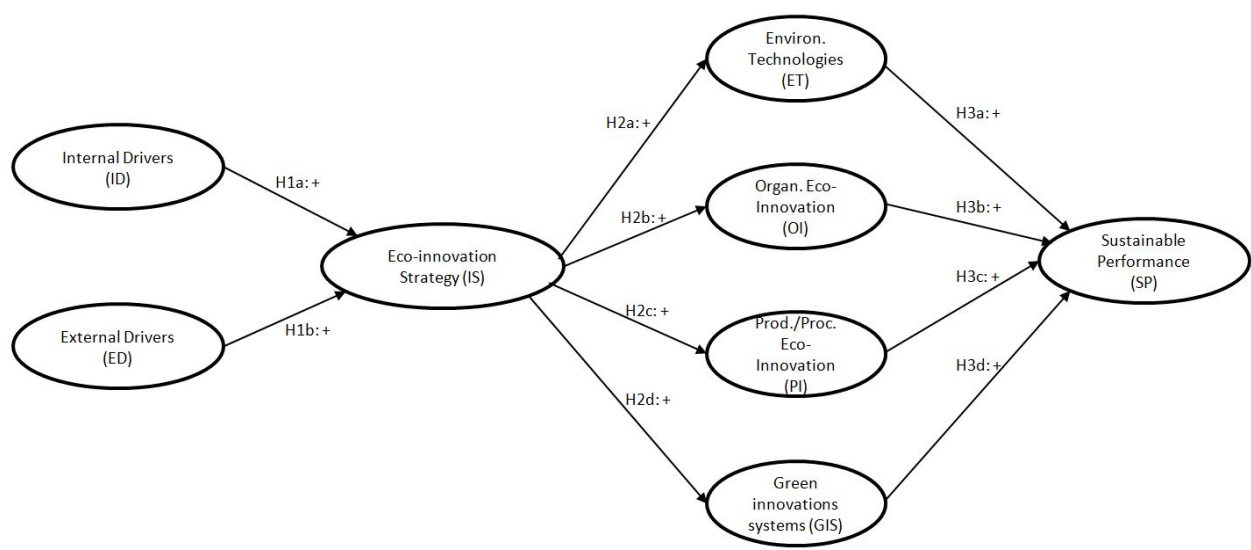 Environ.
Technologies
(ET)
H2a: +
H3a: +
Internal Drivers
(ID)
H1a: +
Organ. Eco-
Innovation
(OI)
H2b: +
H3b: +
Eco-innovation
Strategy (IS)
Sustainable
Performance
(SP)
External Drivers
(ED)
H1b: +
H2c: +
H3c: +
Prod./Proc.
Eco-
Innovation
(PI)
H2d: +
H3d: +
Green
innovations
systems (GIS)